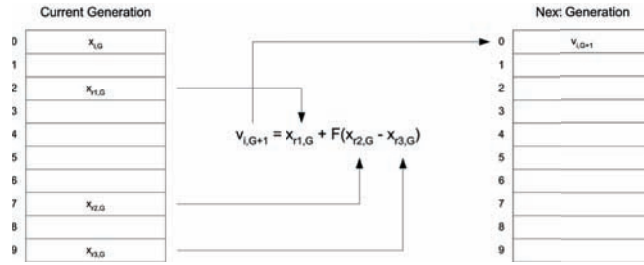 Current Generation
Next Generation
0 x_{i,G}
1
2 x_{r1,G}
3
4
5
6
7 x_{r2,G}
8
9 x_{r3,G}
v_{i,G+1} = x_{r1,G} + F(x_{r2,G} - x_{r3,G})
0 v_{i,G+1}
1
2
3
4
5
6
7
8
9